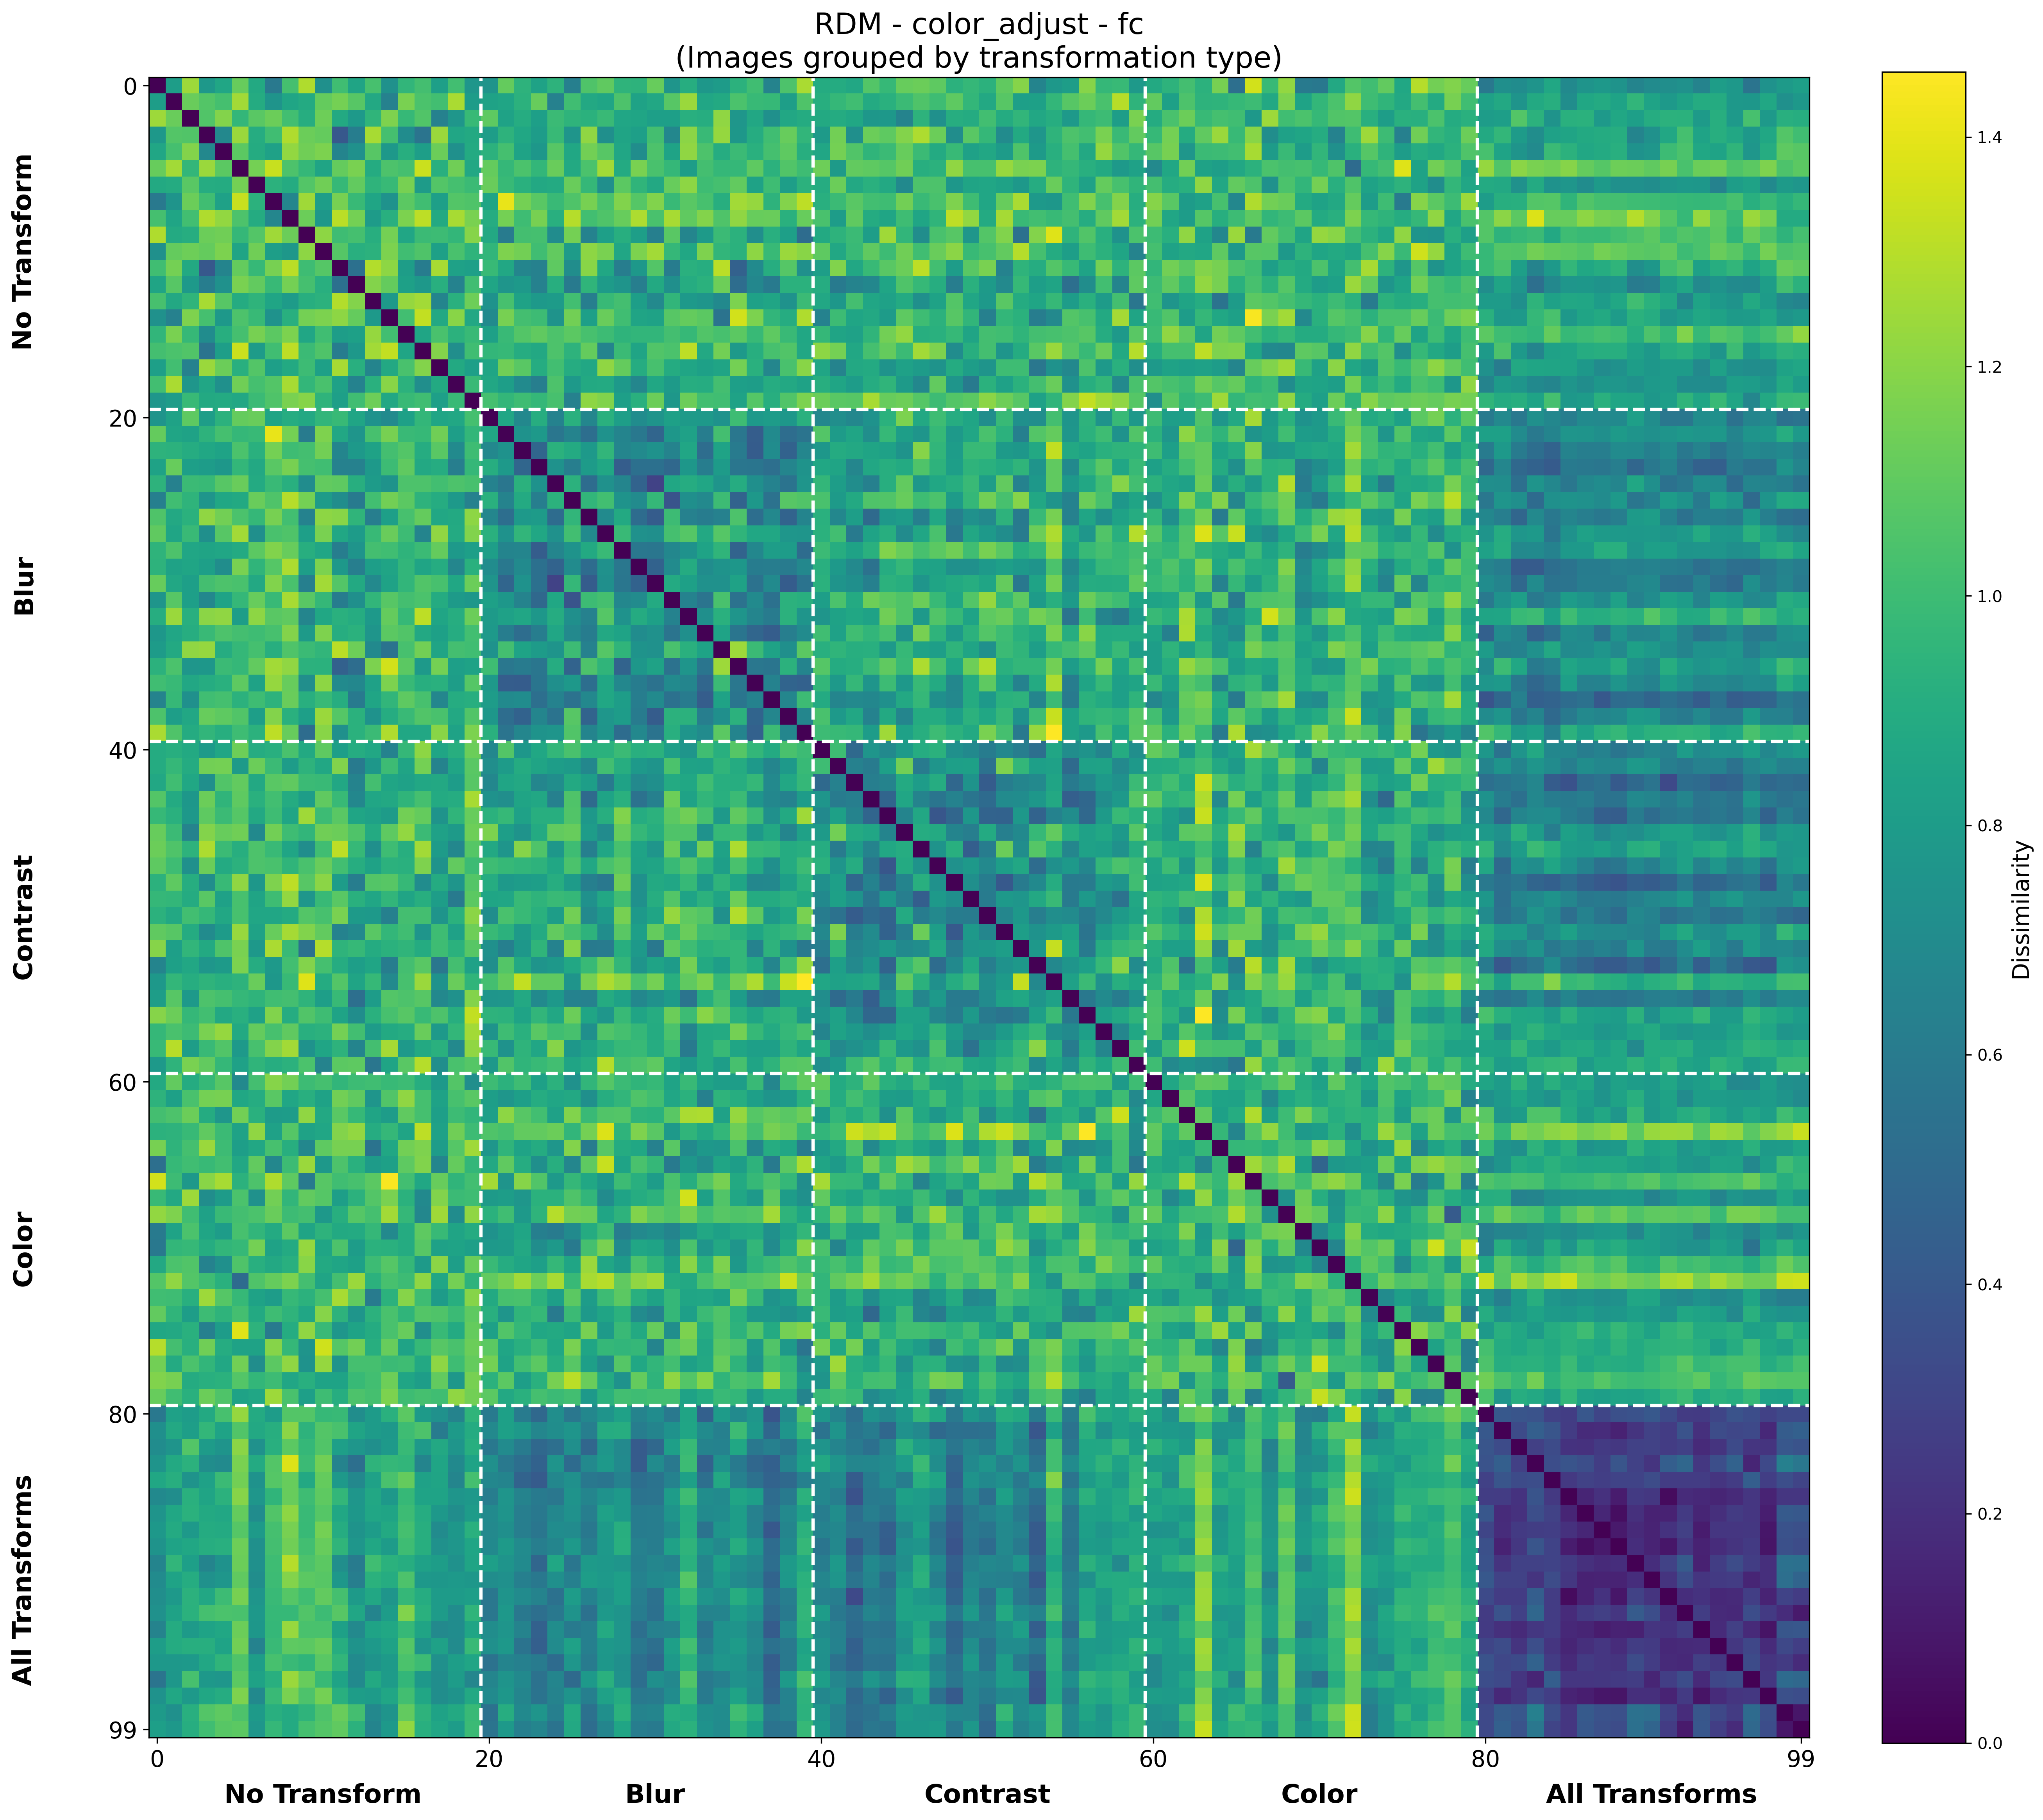 RDM - color_adjust - fc
(Images grouped by transformation type)
0
20
40
60
80
99
No Transform
Blur
Contrast
Color
All Transforms
0
20
40
60
80
99
No Transform
Blur
Contrast
Color
All Transforms
1.4
1.2
1.0
0.8
0.6
0.4
0.2
0.0
Dissimilarity